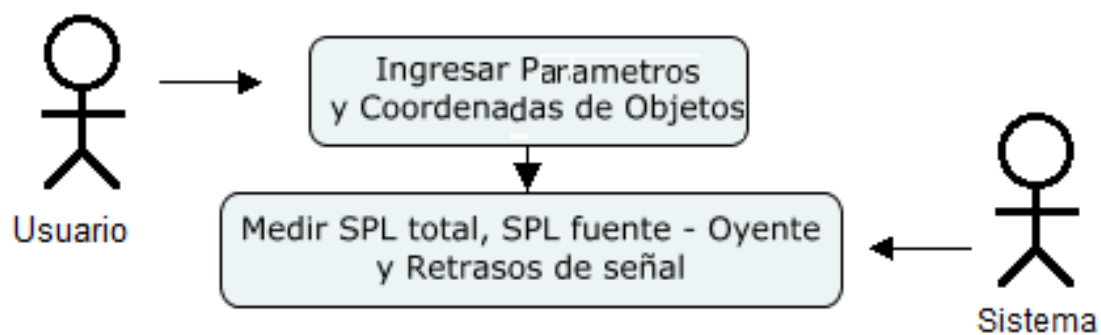 Ingresar Parametros
y Coordenadas de Objetos
Usuario
Medir SPL total, SPL fuente - Oyente
y Retrasos de señal
Sistema